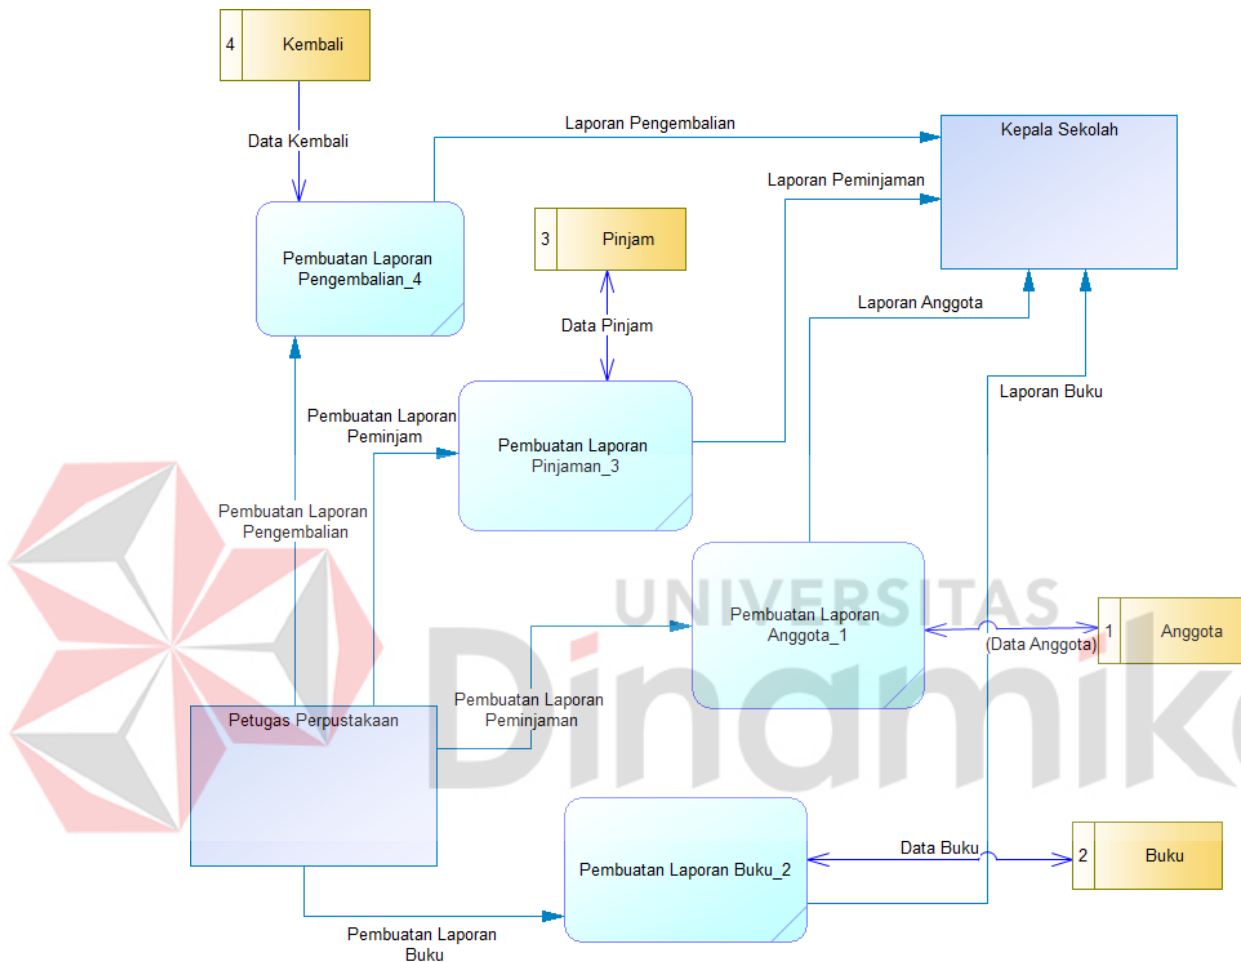 4
Kembali
Data Kembali
Laporan Pengembalian
Kepala Sekolah
Laporan Peminjaman
Pembuatan Laporan
Pengembalian_4
3
Pinjam
Data Pinjam
Laporan Anggota
Laporan Buku
Pembuatan Laporan
Peminjam
Pembuatan Laporan
Pinjaman_3
Pembuatan Laporan
Pengembalian
UNIVERSITAS
Dinamika
Pembuatan Laporan
Anggota_1
(Data Anggota)
1
Anggota
Pembuatan Laporan
Peminjaman
Petugas Perpustakaan
Pembuatan Laporan Buku_2
Data Buku
2
Buku
Pembuatan Laporan
Buku